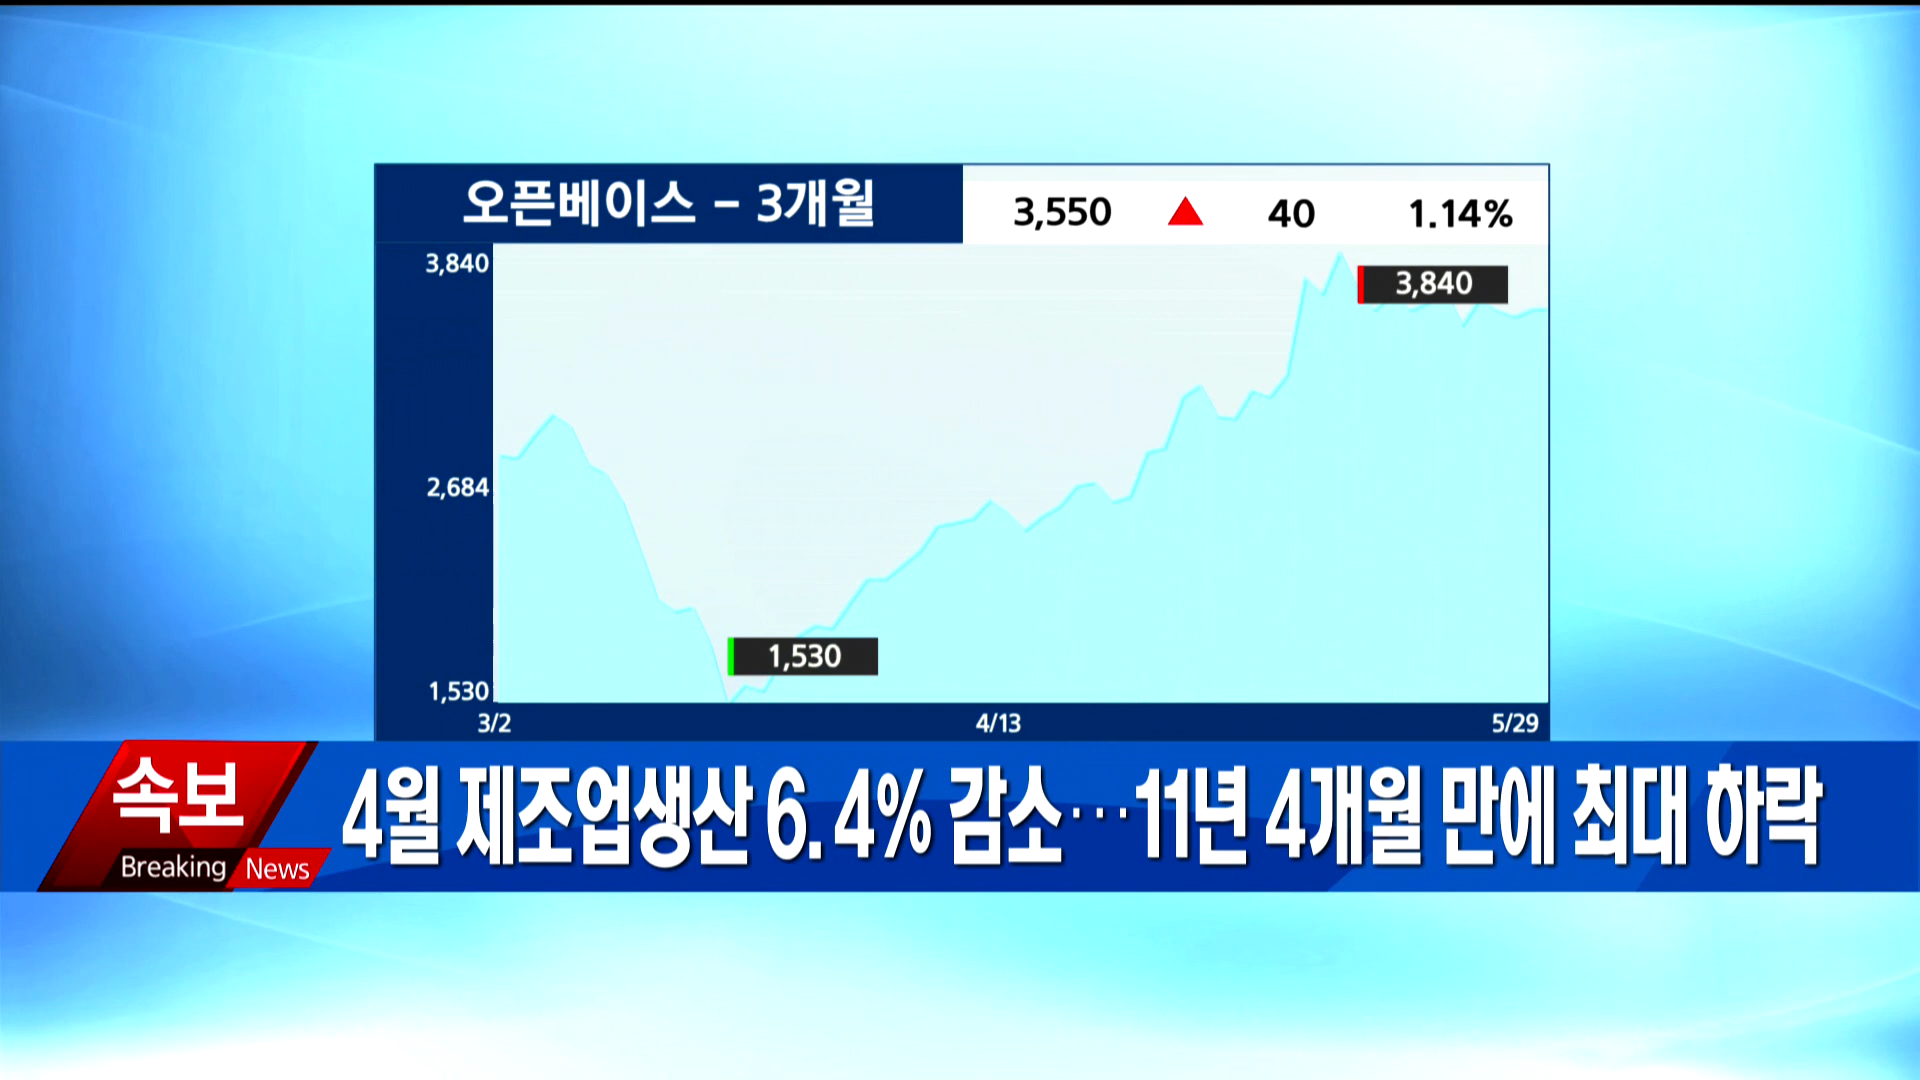 오픈베이스 - 3개월
3,550 ▲ 40 1.14%
3,840
3,840
2,684
1,530
1,530
3/2 4/13 5/29
속보
Breaking News
4월 제조업생산 6.4% 감소…11년 4개월 만에 최대 하락